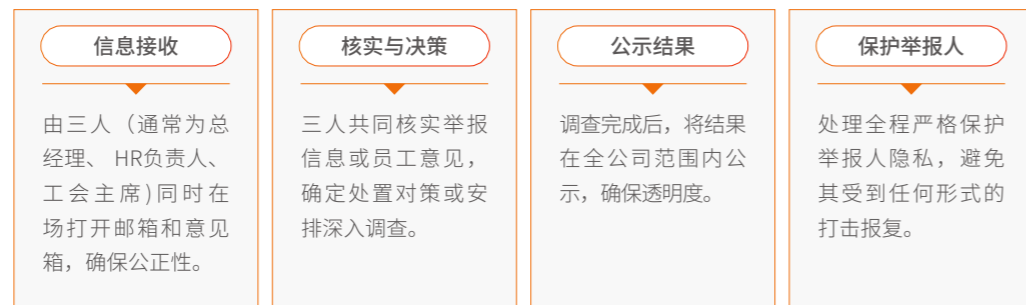 信息接收
由三人（通常为总
经理、 HR负责人、
工会主席)同时在
场打开邮箱和意见
箱，确保公正性。
核实与决策
三人共同核实举报
信息或员工意见，
确定处置对策或安
排深入调查。
公示结果
调查完成后，将结果
在全公司范围内公
示，确保透明度。
保护举报人
处理全程严格保护
举报人隐私，避免
其受到任何形式的
打击报复。